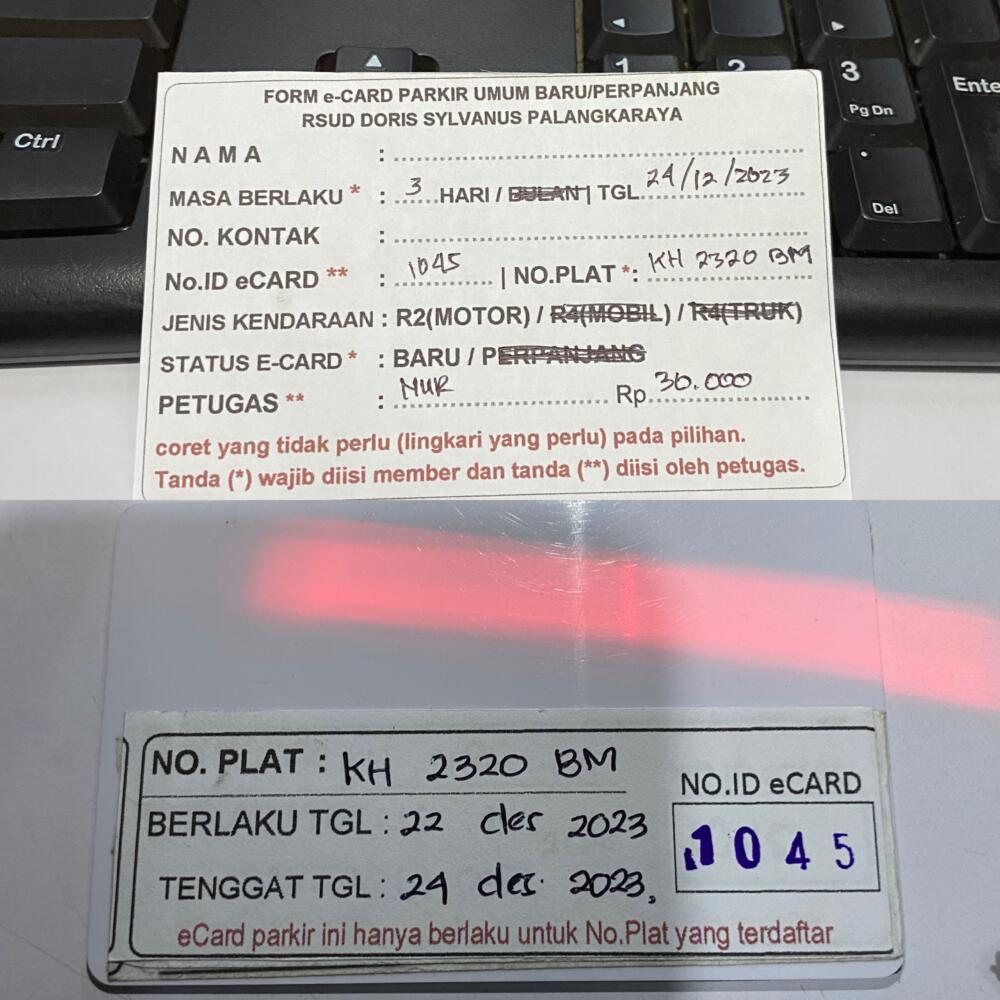 FORM e-CARD PARKIR UMUM BARU/PERPANJANG
RSUD DORIS SYLVANUS PALANGKARAYA
NAMA :
MASA BERLAKU * : 3 HARI / BULAN | TGL. 24/12/2023
NO. KONTAK :
No.ID eCARD ** : 1045 | NO.PLAT *: KH 2320 BM
JENIS KENDARAAN : R2(MOTOR) / R4(MOBIL) / R4(TRUK)
STATUS E-CARD * : BARU / PERPANJANG
PETUGAS ** : NUR Rp. 30.000
coret yang tidak perlu (lingkari yang perlu) pada pilihan.
Tanda (*) wajib diisi member dan tanda (**) diisi oleh petugas.
Ctrl
1
2
3
Pg Dn
Enter
Del
NO. PLAT : KH 2320 BM
BERLAKU TGL : 22 des 2023
TENGGAT TGL : 24 des. 2023,
NO.ID eCARD
1045
eCard parkir ini hanya berlaku untuk No.Plat yang terdaftar